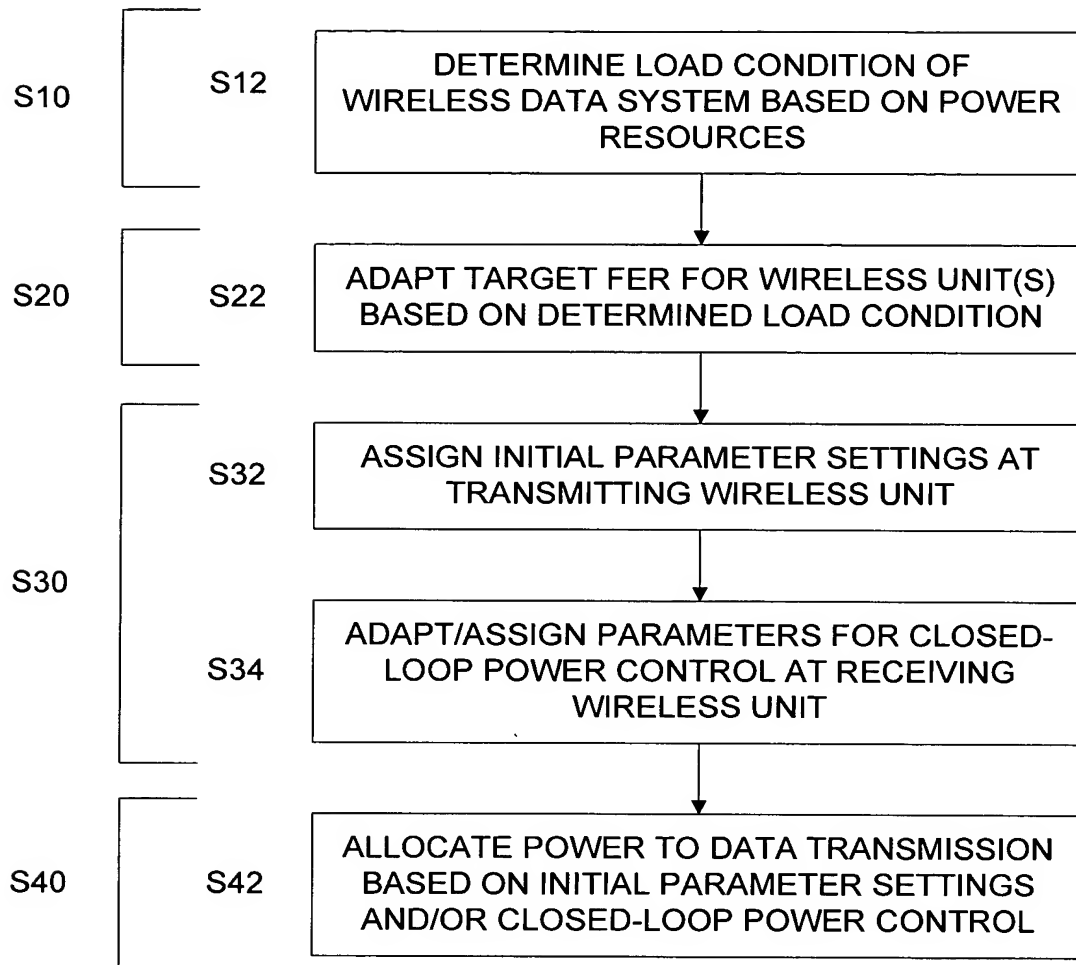 S10
S12
DETERMINE LOAD CONDITION OF
WIRELESS DATA SYSTEM BASED ON POWER
RESOURCES
S20
S22
ADAPT TARGET FER FOR WIRELESS UNIT(S)
BASED ON DETERMINED LOAD CONDITION
S30
S32
ASSIGN INITIAL PARAMETER SETTINGS AT
TRANSMITTING WIRELESS UNIT
S34
ADAPT/ASSIGN PARAMETERS FOR CLOSED-
LOOP POWER CONTROL AT RECEIVING
WIRELESS UNIT
S40
S42
ALLOCATE POWER TO DATA TRANSMISSION
BASED ON INITIAL PARAMETER SETTINGS
AND/OR CLOSED-LOOP POWER CONTROL